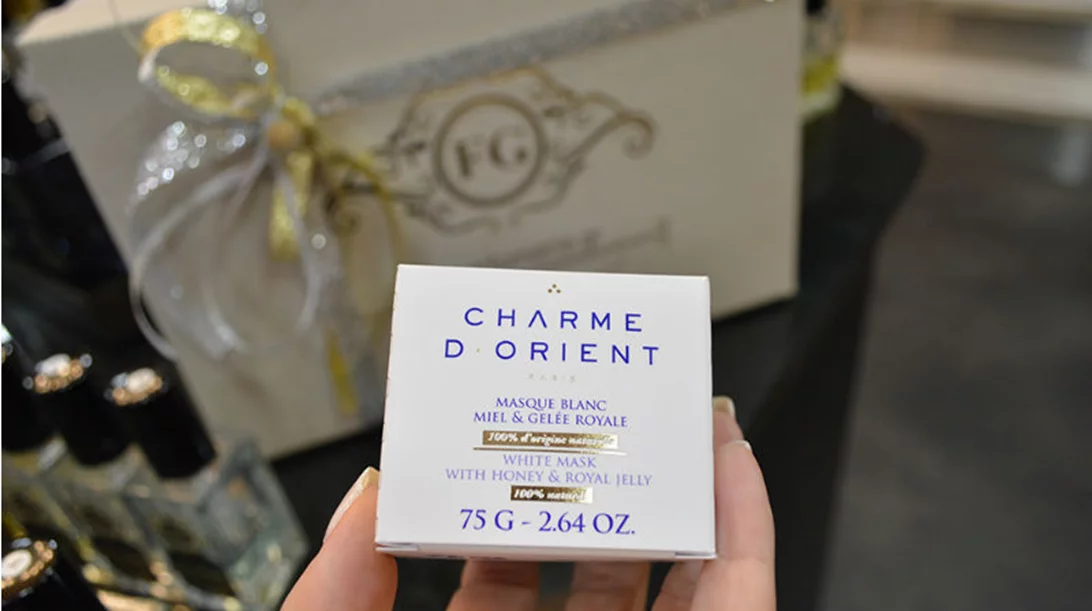 FG
CHARME
D·ORIENT
PARIS
MASQUE BLANC
MIEL & GELÉE ROYALE
100% d'origine naturelle
WHITE MASK
WITH HONEY & ROYAL JELLY
100% natural
75 G - 2.64 OZ.